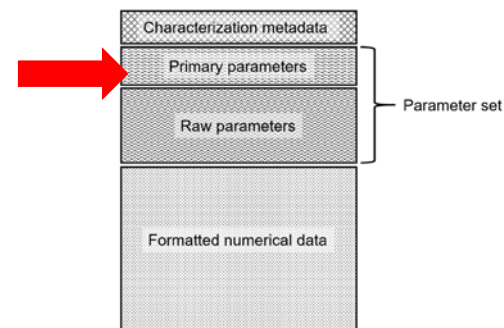 Characterization metadata
Primary parameters
Parameter set
Raw parameters
Formatted numerical data